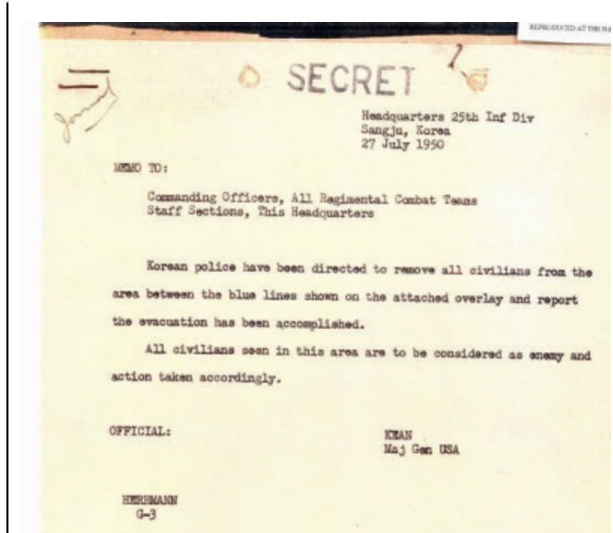 REPRODUCED AT THE
SECRET
Headquarters 25th Inf Div
Sangju, Korea
27 July 1950
MEMO TO:
Commanding Officers, All Regimental Combat Teams
Staff Sections, This Headquarters
Korean police have been directed to remove all civilians from the
area between the blue lines shown on the attached overlay and report
the evacuation has been accomplished.
All civilians seen in this area are to be considered as enemy and
action taken accordingly.
OFFICIAL:
KEAN
Maj Gen USA
HERRMANN
G-3